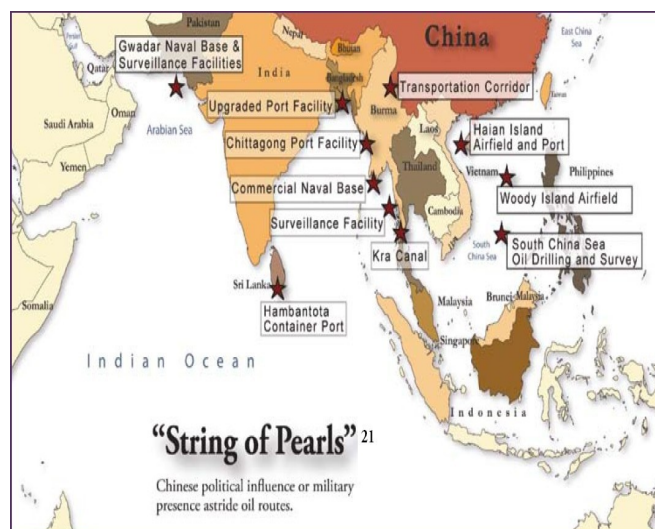 Pakistan
Nepal
Bhutan
China
East China
Sea
Persian
Gulf
Gwadar Naval Base &
Surveillance Facilities
Qatar
India
Bangladesh
Transportation Corridor
Taiwan
Oman
Upgraded Port Facility
Burma
Saudi Arabia
Arabian Sea
Laos
Haian Island
Airfield and Port
Chittagong Port Facility
Yemen
Thailand
Vietnam
Philippines
Commercial Naval Base
Woody Island Airfield
Cambodia
Surveillance Facility
South
China Sea
South China Sea
Oil Drilling and Survey
Kra Canal
Somalia
Sri Lanka
Hambantota
Container Port
Malaysia
Brunei
Malaysia
Singapore
Indian Ocean
Indonesia
“String of Pearls” 21
Chinese political influence or military
presence astride oil routes.